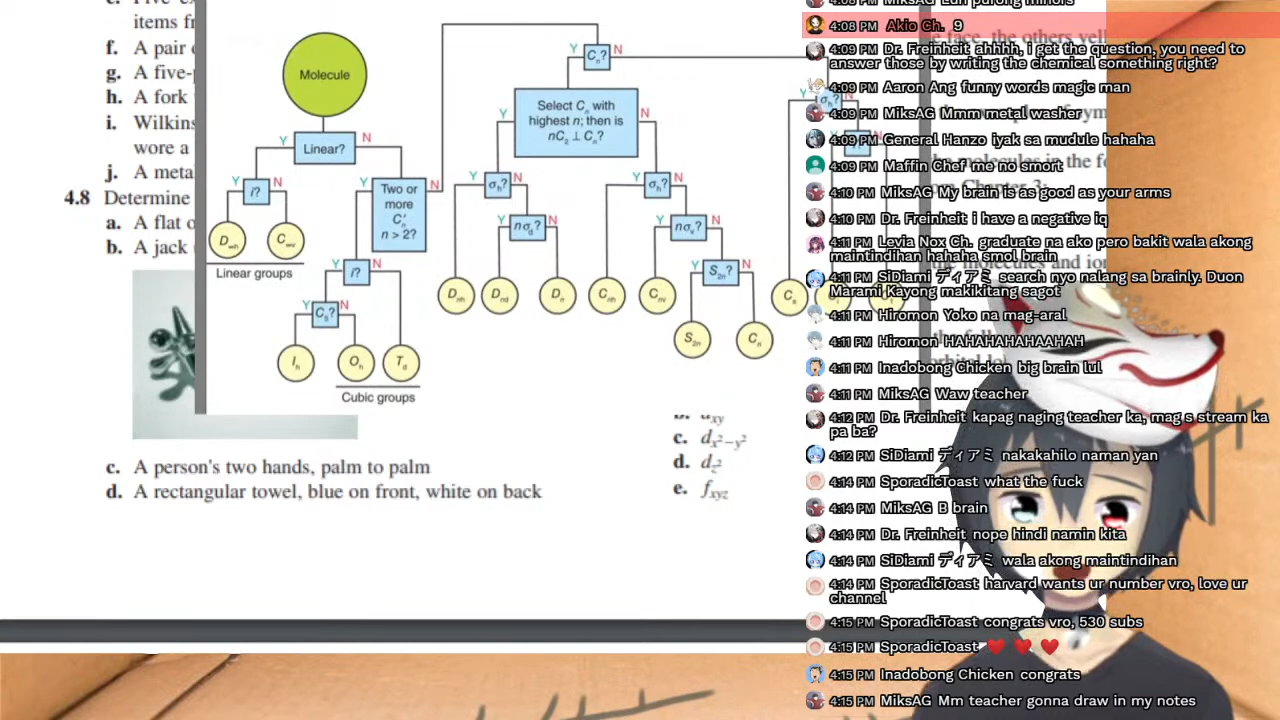 items
f. A pair
g. A five-
h. A fork
i. Wilkins
wore a
j. A meta
4.8 Determine
a. A flat
b. A jack
Molecule
Y N
Linear?
Y N
i?
D∞h C∞v
Linear groups
Y N
Two or
more
Cn'
n > 2?
Y N
i?
Y N
C5?
Ih Oh Td
Cubic groups
Y N
Cn?
Select Cn with
highest n; then is
nC2 ⊥ Cn?
Y N
Y N
σh?
Y N
nσd?
Dnh Dnd Dn
Y N
σh?
Y N
nσv?
Y N
S2n?
Cnh Cnv
S2n Cn
σh?
Cs
c. A person's two hands, palm to palm
d. A rectangular towel, blue on front, white on back
c. dx²−y²
d. dz²
e. fxyz
4:08 PM Akio Ch. 9
4:09 PM Dr. Freinheit ahhhh, i get the question, you need to
answer those by writing the chemical something right?
4:09 PM Aaron Ang funny words magic man
4:09 PM MiksAG Mmm metal washer
4:09 PM General Hanzo iyak sa mudule hahaha
4:09 PM Maffin Chef me no smort
4:10 PM MiksAG My brain is as good as your arms
4:10 PM Dr. Freinheit i have a negative iq
4:11 PM Levia Nox Ch. graduate na ako pero bakit wala akong
maintindihan hahaha smol brain
4:11 PM SiDiami ディアミ search nyo nalang sa brainly. Duon
Marami Kayong makikitang sagot
4:11 PM Hiromon Yoko na mag-aral
4:11 PM Hiromon HAHAHAHAHAAHAH
4:11 PM Inadobong Chicken big brain lul
4:11 PM MiksAG Waw teacher
4:12 PM Dr. Freinheit kapag naging teacher ka, mag s stream ka
pa ba?
4:12 PM SiDiami ディアミ nakakahilo naman yan
4:14 PM SporadicToast what the fuck
4:14 PM MiksAG B brain
4:14 PM Dr. Freinheit nope hindi namin kita
4:14 PM SiDiami ディアミ wala akong maintindihan
4:14 PM SporadicToast harvard wants ur number vro, love ur
channel
4:15 PM SporadicToast congrats vro, 530 subs
4:15 PM SporadicToast ❤️ ❤️ ❤️
4:15 PM Inadobong Chicken congrats
4:15 PM MiksAG Mm teacher gonna draw in my notes